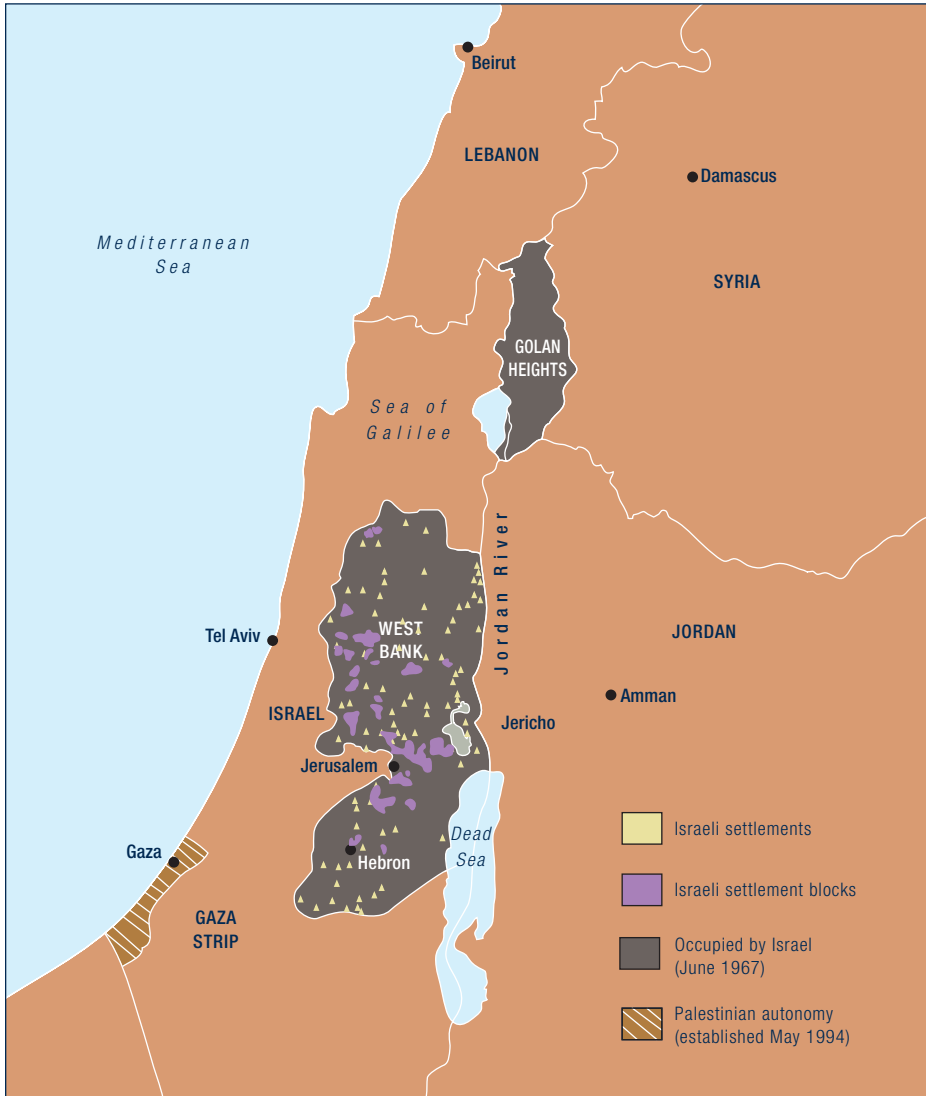 Beirut
LEBANON
Damascus
Mediterranean
Sea
SYRIA
GOLAN
HEIGHTS
Sea of
Galilee
Jordan River
WEST
BANK
Tel Aviv
JORDAN
Amman
ISRAEL
Jericho
Jerusalem
Dead
Sea
Israeli settlements
Gaza
Hebron
Israeli settlement blocks
GAZA
STRIP
Occupied by Israel
(June 1967)
Palestinian autonomy
(established May 1994)